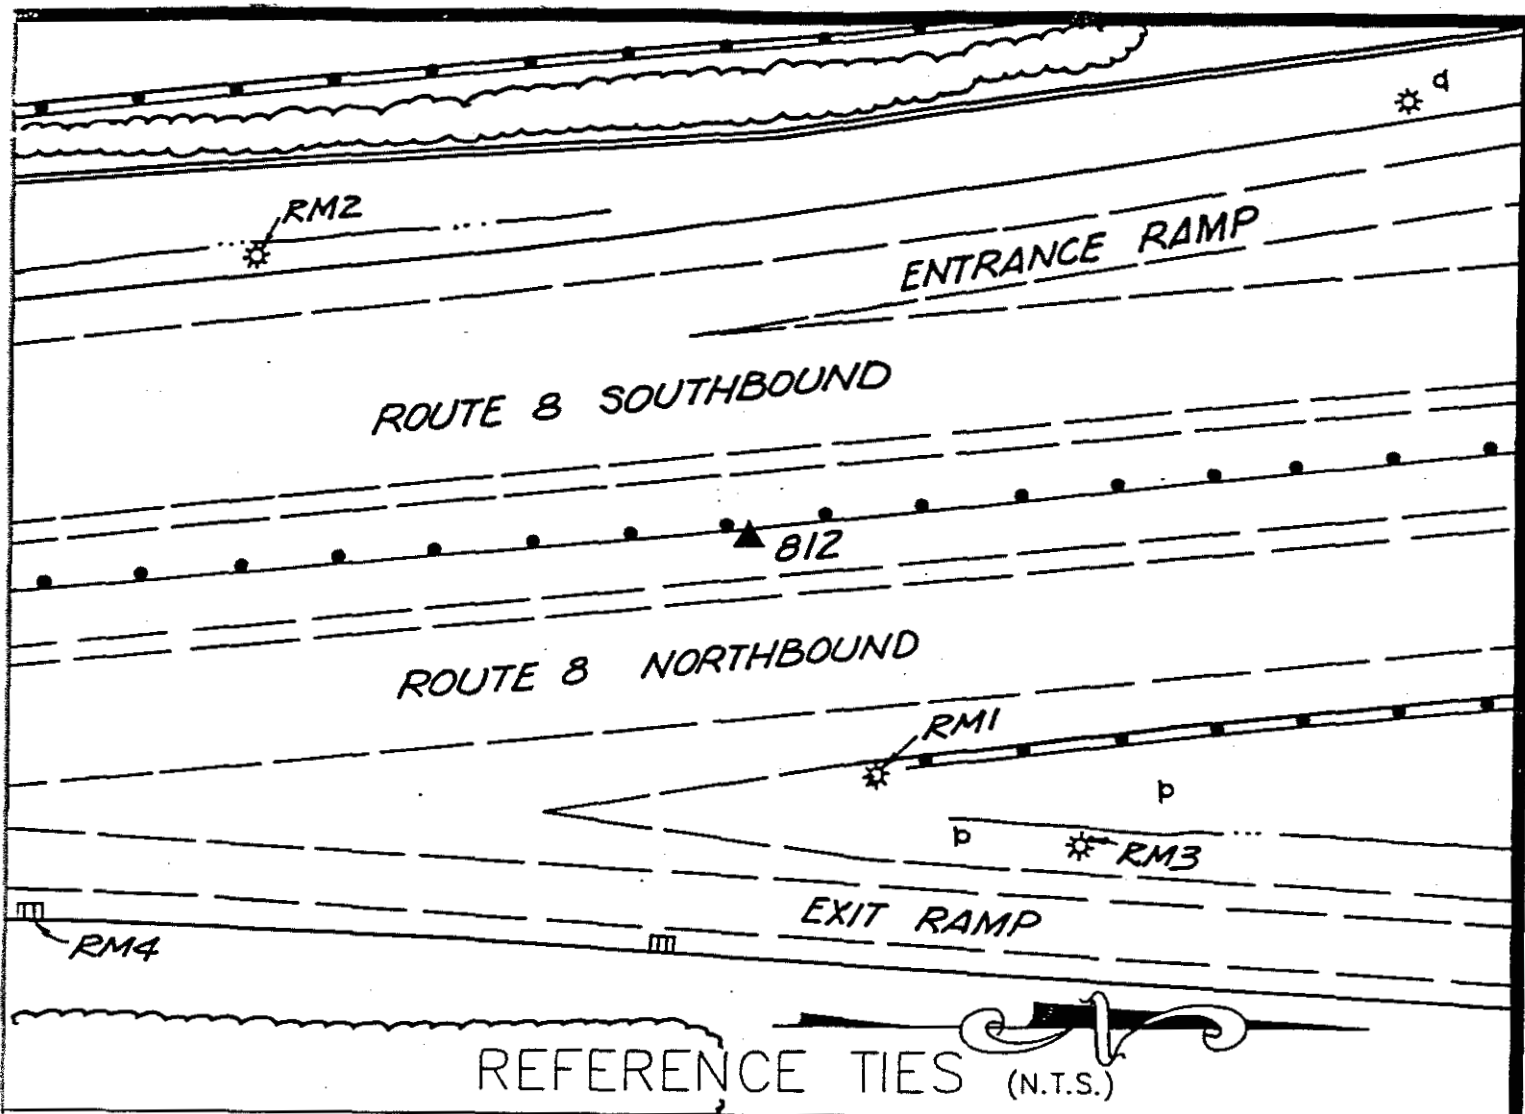 RM2
ENTRANCE RAMP
ROUTE 8 SOUTHBOUND
812
ROUTE 8 NORTHBOUND
RM1
RM3
EXIT RAMP
RM4
N
REFERENCE TIES (N.T.S.)